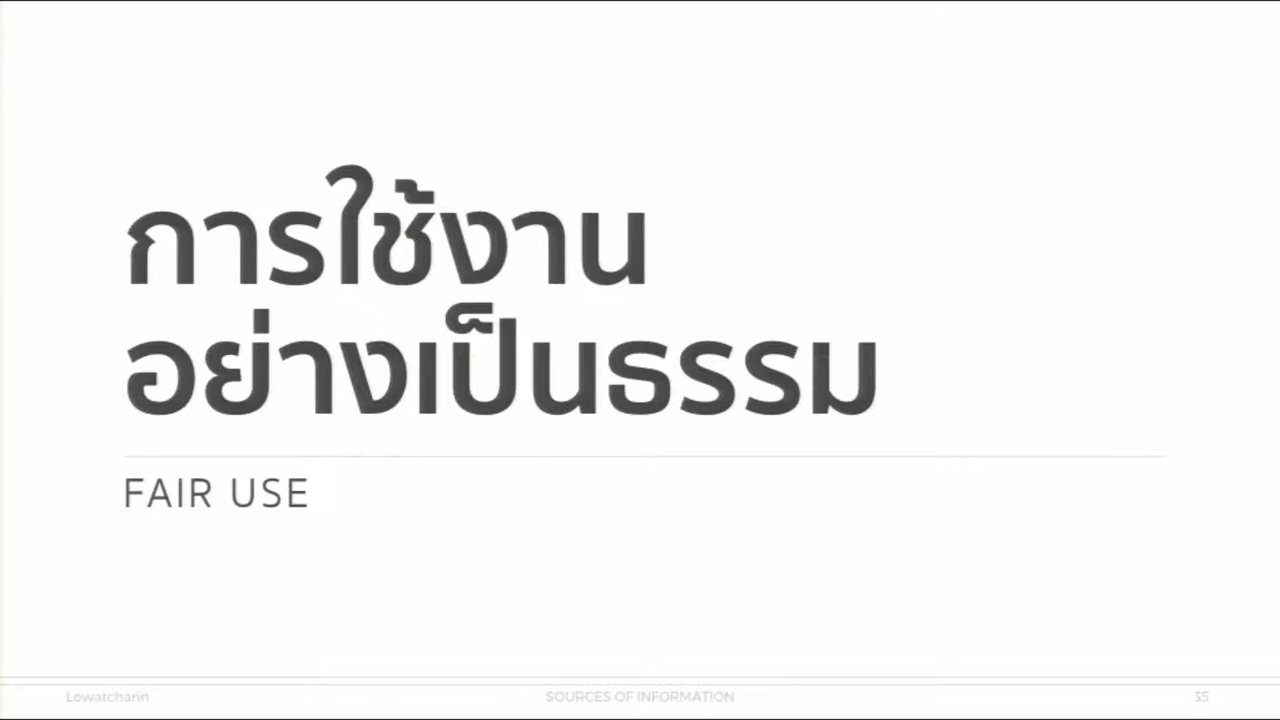 การใช้งาน
อย่างเป็นธรรม
FAIR USE
Lowatcharin
SOURCES OF INFORMATION
35